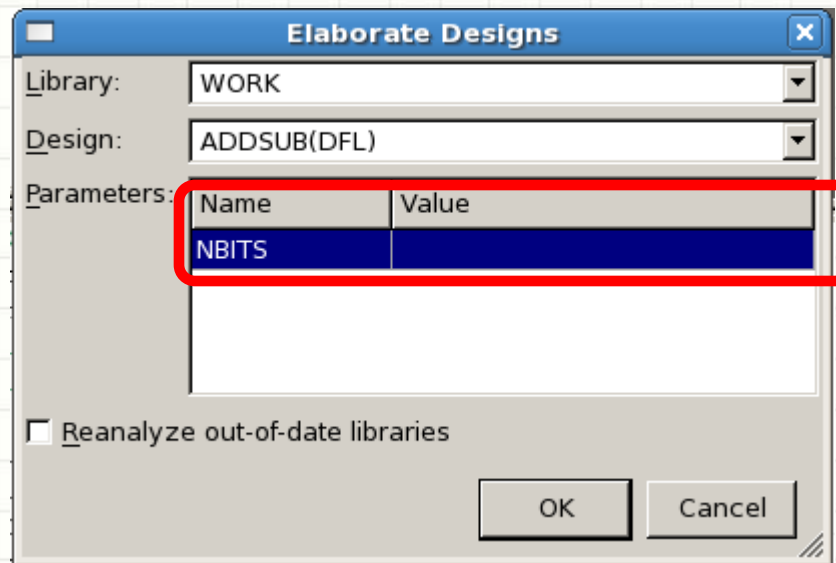 Elaborate Designs
Library: WORK
Design: ADDSUB(DFL)
Parameters: Name Value
NBITS
Reanalyze out-of-date libraries
OK Cancel